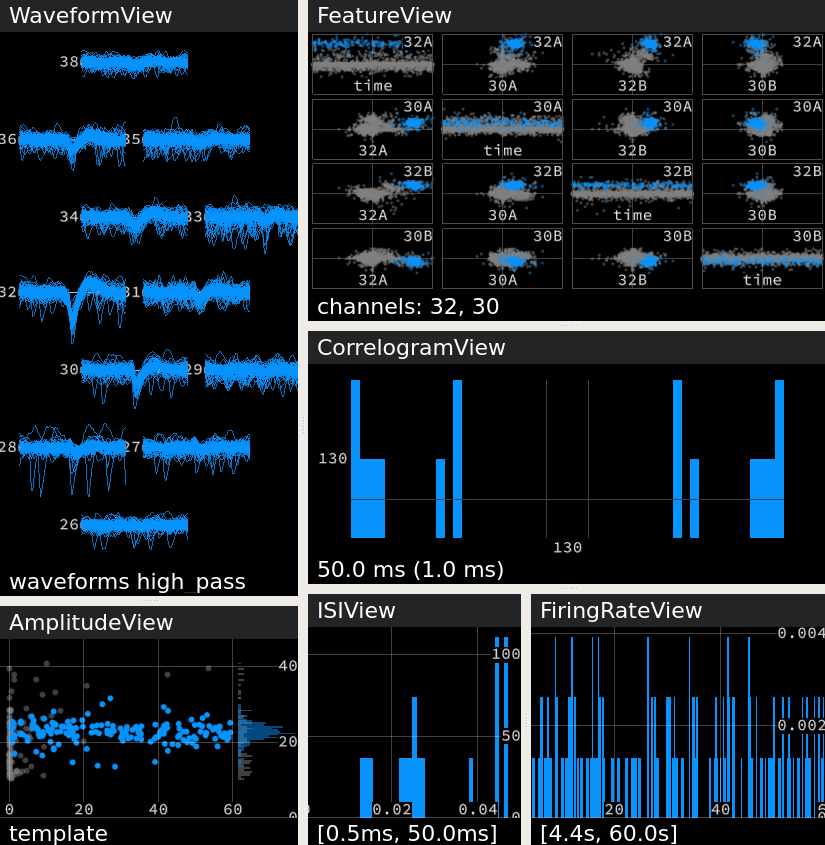 WaveformView
38
36 35
34 33
32 31
30 29
28 27
26
waveforms high_pass
FeatureView
32A 32A 32A 32A
time 30A 32B 30B
30A 30A 30A 30A
32A time 32B 30B
32B 32B 32B 32B
32A 30A time 30B
30B 30B 30B 30B
32A 30A 32B time
channels: 32, 30
CorrelogramView
130
130
50.0 ms (1.0 ms)
AmplitudeView
40
20
0 20 40 60 0
template
ISIView
100
50
0.02 0.04 0
[0.5ms, 50.0ms]
FiringRateView
0.004
0.002
20 40
[4.4s, 60.0s]